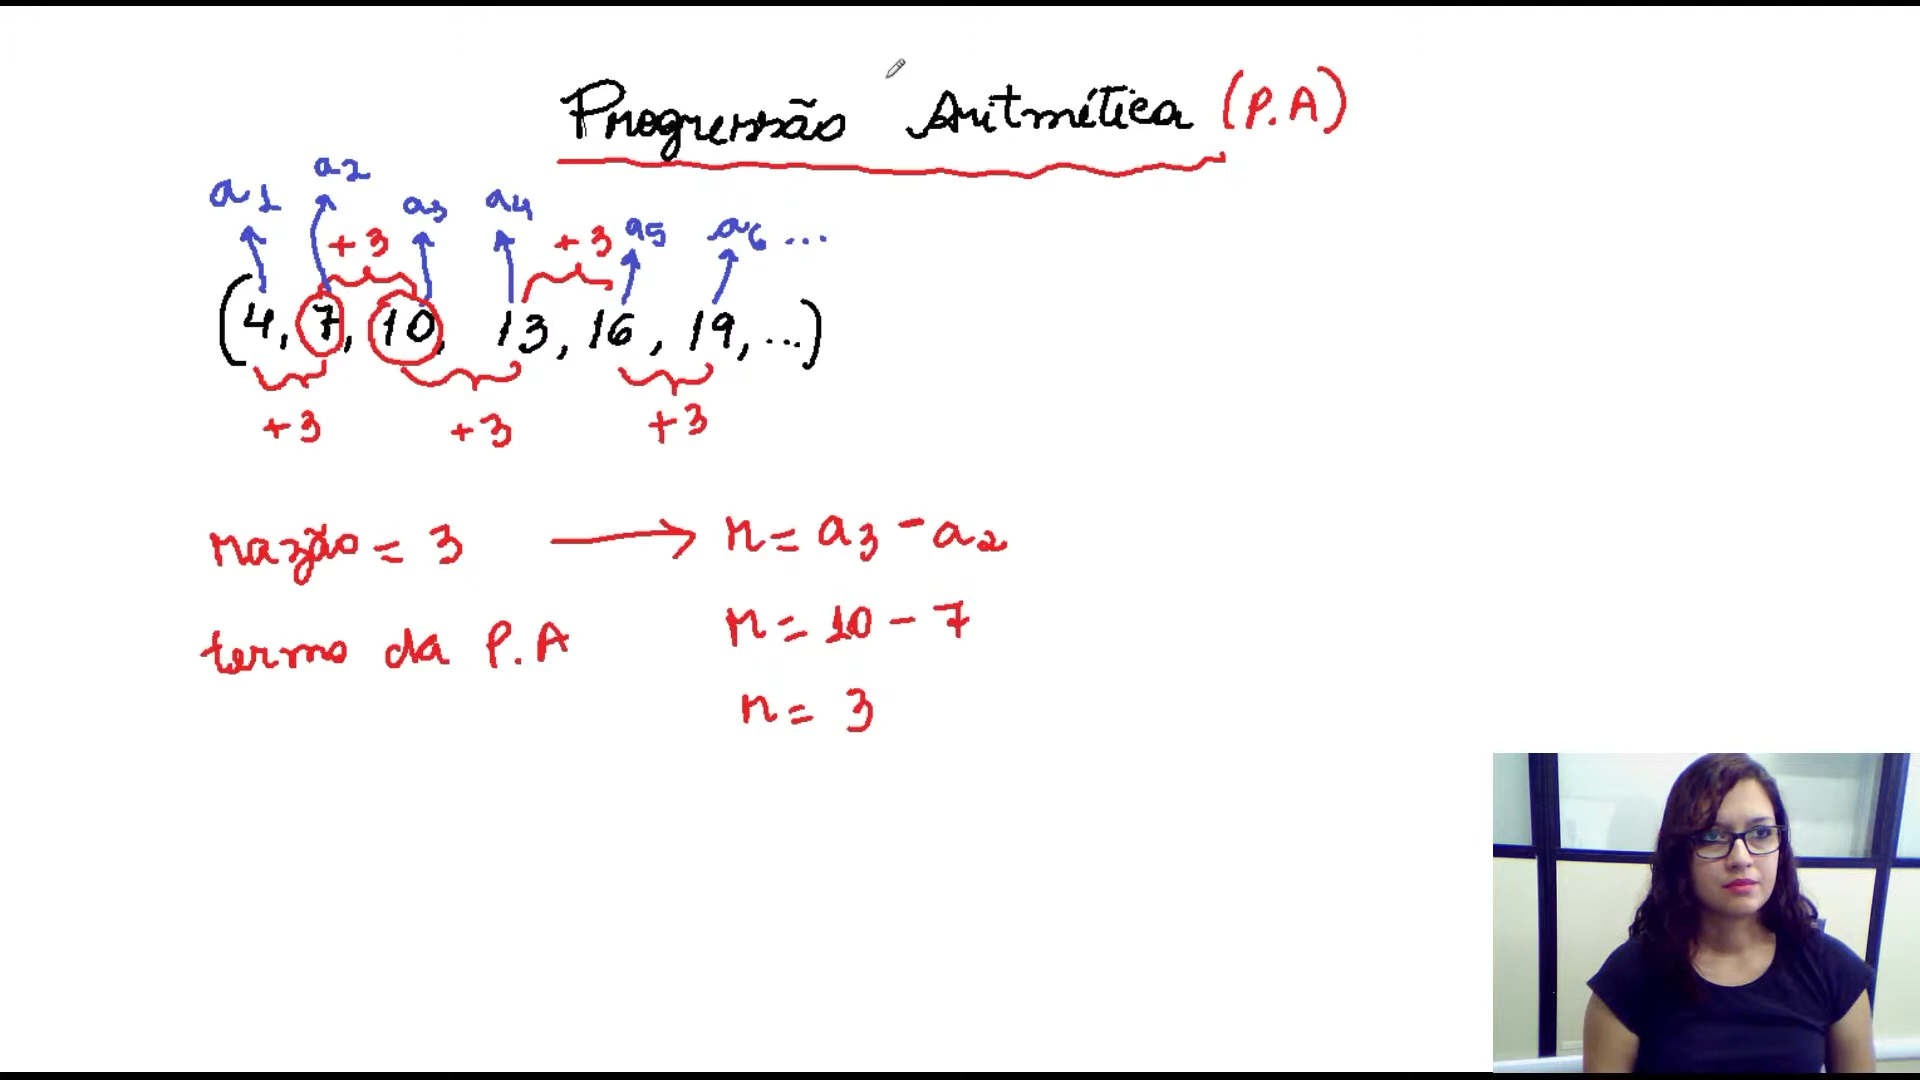 Progressão Aritmética (P.A)
a1 a2 a3 a4 a5 a6 ...
+3 +3
(4, 7, 10, 13, 16, 19, ...)
+3 +3 +3
razão = 3 → r = a3 - a2
termo da P.A r = 10 - 7
r = 3